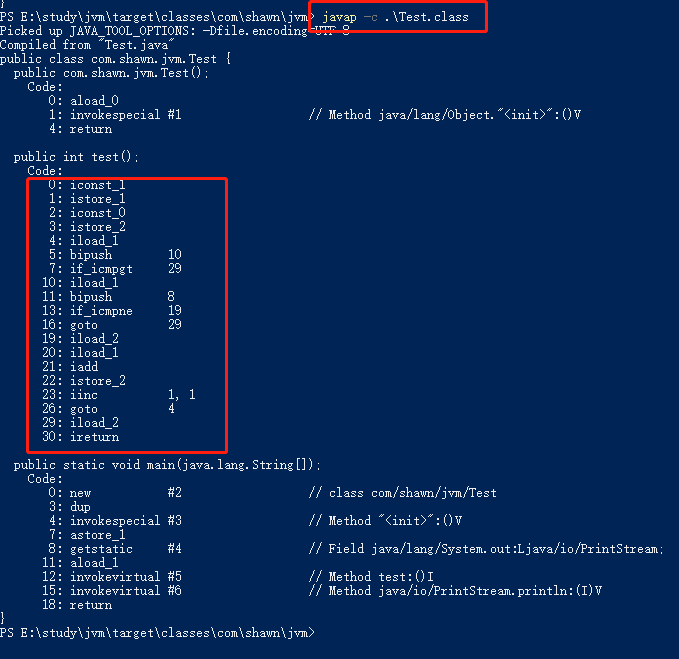 }
PS E:\study\jvm\target\classes\com\shawn\jvm> javap -c .\Test.class
Picked up JAVA_TOOL_OPTIONS: -Dfile.encoding=UTF-8
Compiled from "Test.java"
public class com.shawn.jvm.Test {
  public com.shawn.jvm.Test();
    Code:
       0: aload_0
       1: invokespecial #1                  // Method java/lang/Object."<init>":()V
       4: return

  public int test();
    Code:
       0: iconst_1
       1: istore_1
       2: iconst_0
       3: istore_2
       4: iload_1
       5: bipush        10
       7: if_icmpgt     29
      10: iload_1
      11: bipush        8
      13: if_icmpne     19
      16: goto          29
      19: iload_2
      20: iload_1
      21: iadd
      22: istore_2
      23: iinc          1, 1
      26: goto          4
      29: iload_2
      30: ireturn

  public static void main(java.lang.String[]);
    Code:
       0: new           #2                  // class com/shawn/jvm/Test
       3: dup
       4: invokespecial #3                  // Method "<init>":()V
       7: astore_1
       8: getstatic     #4                  // Field java/lang/System.out:Ljava/io/PrintStream;
      11: aload_1
      12: invokevirtual #5                  // Method test:()I
      15: invokevirtual #6                  // Method java/io/PrintStream.println:(I)V
      18: return
}
PS E:\study\jvm\target\classes\com\shawn\jvm>